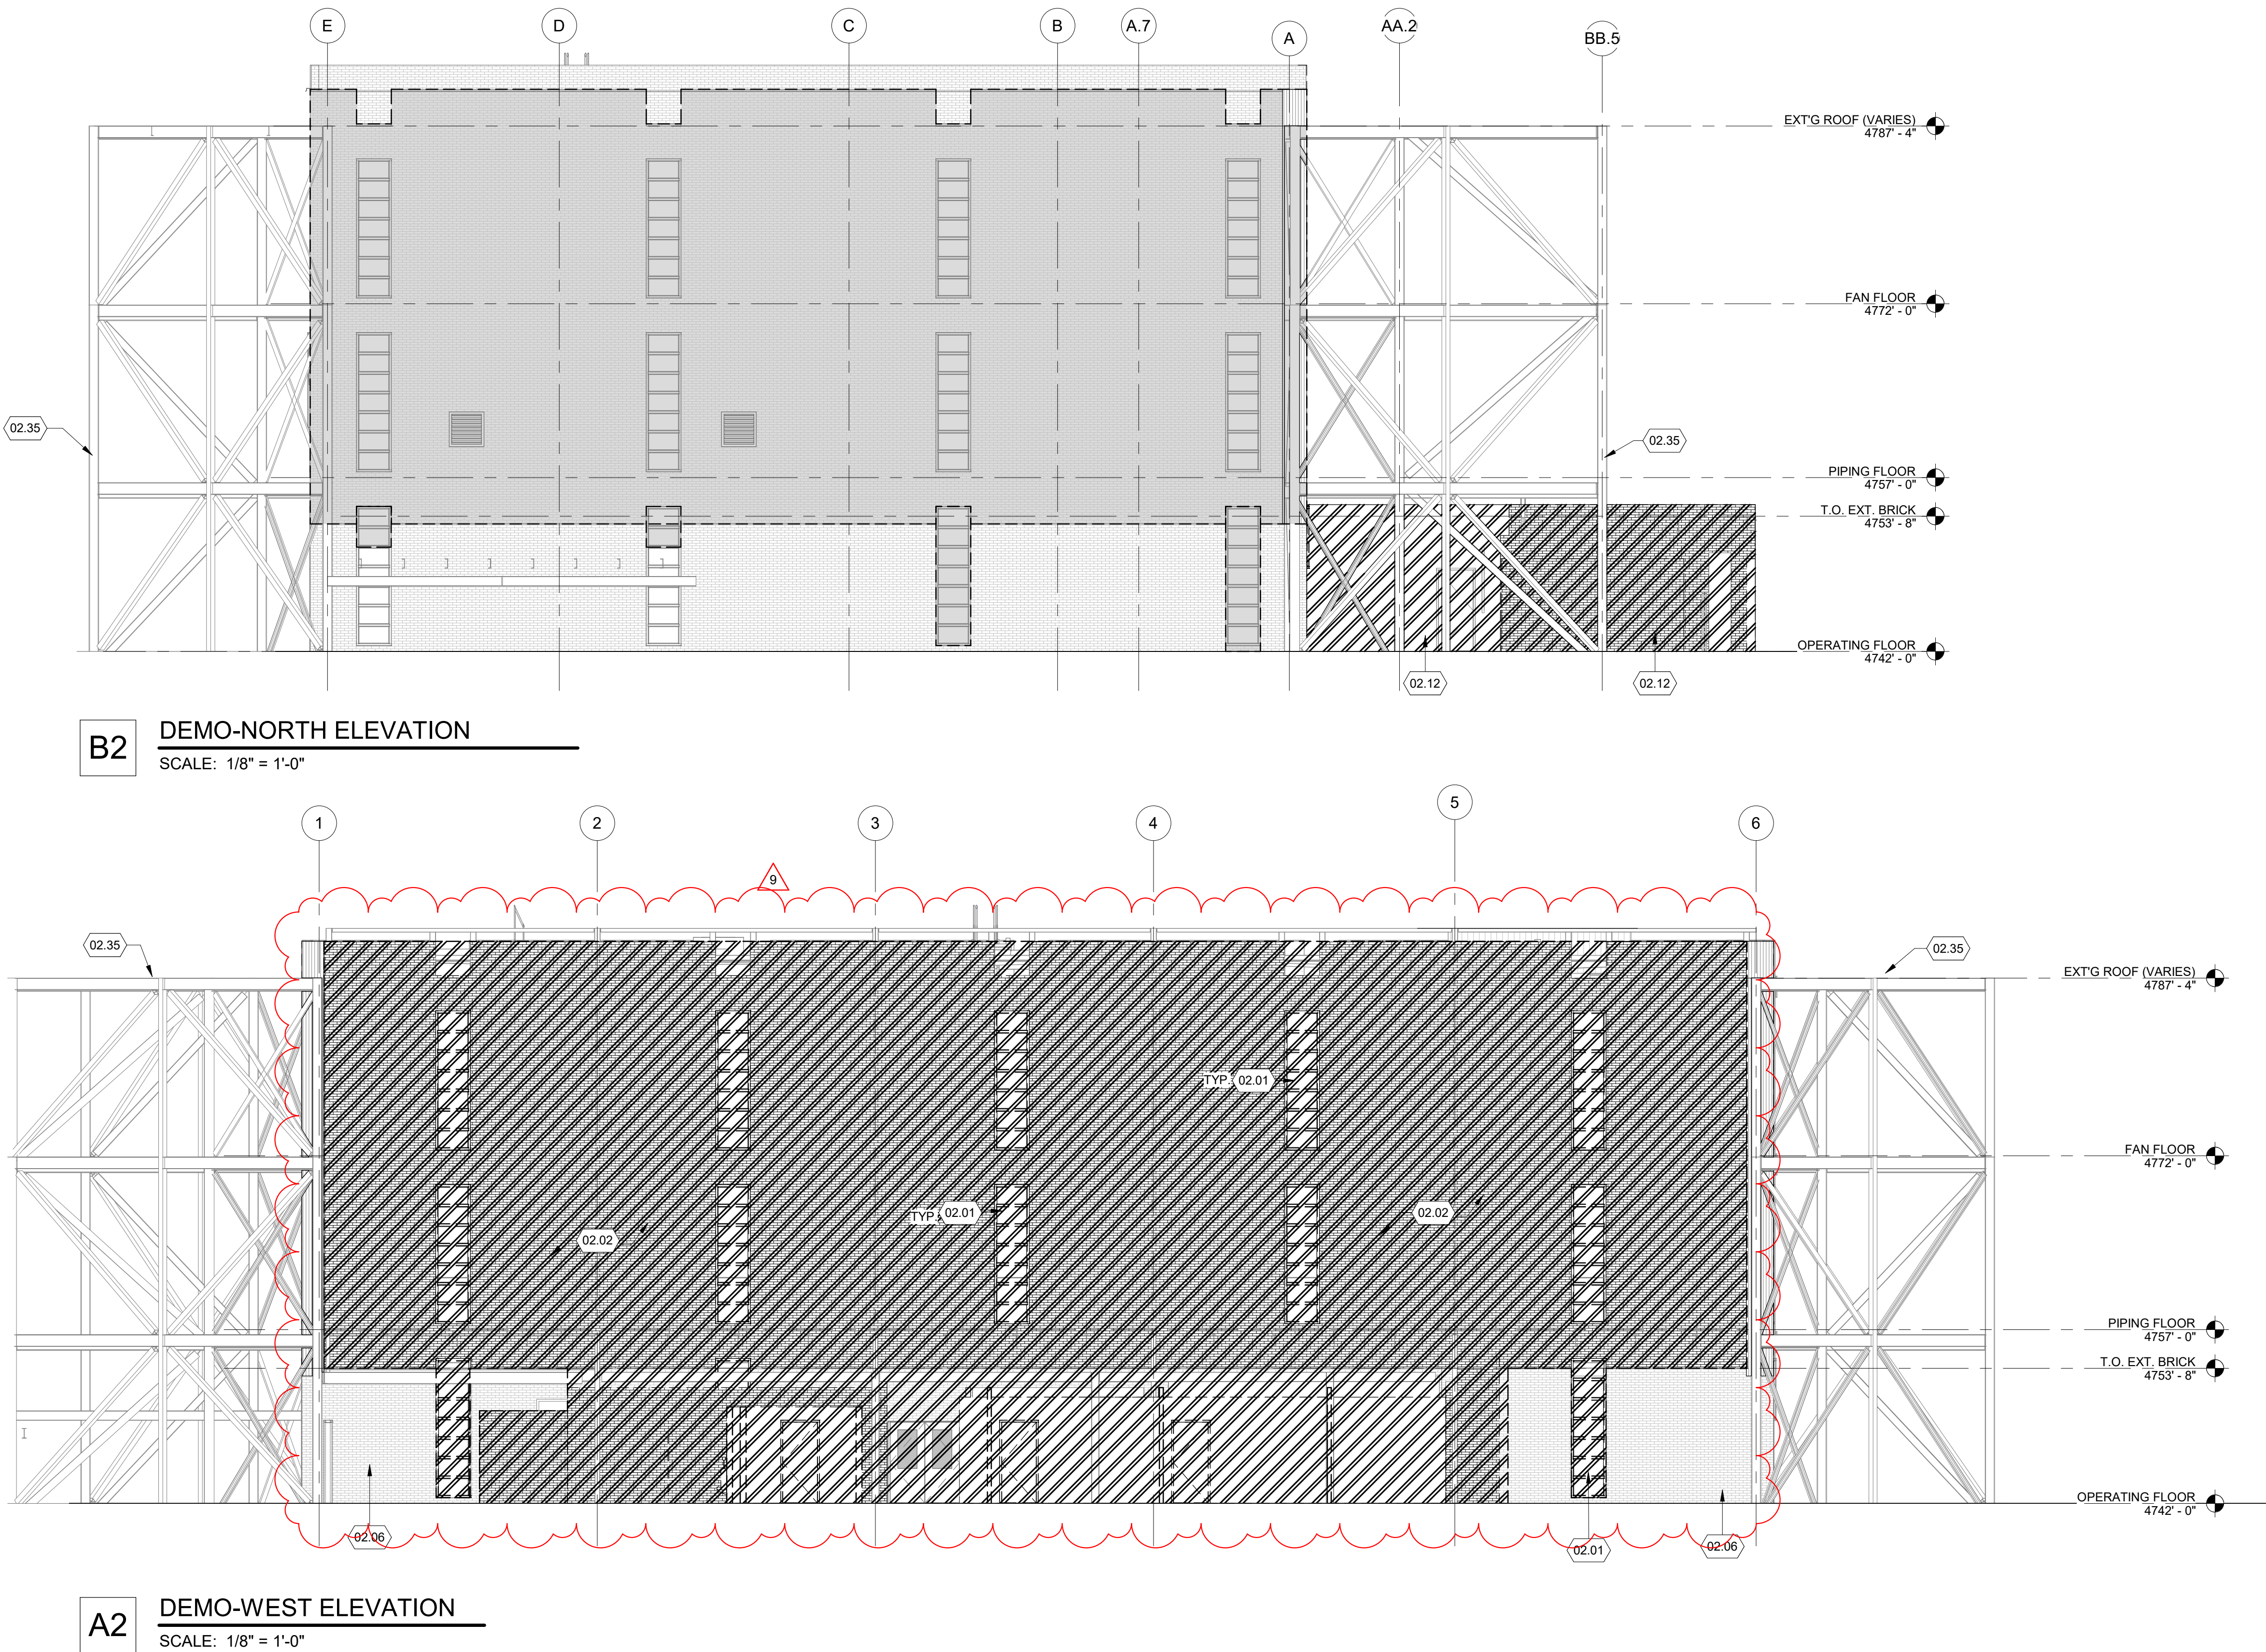 E
D
C
B
A.7
A
AA.2
BB.5
EXT'G ROOF (VARIES)
4787' - 4"
FAN FLOOR
4772' - 0"
02.35
02.35
PIPING FLOOR
4757' - 0"
T.O. EXT. BRICK
4753' - 8"
OPERATING FLOOR
4742' - 0"
02.12
02.12
B2
DEMO-NORTH ELEVATION
SCALE: 1/8" = 1'-0"
1
2
3
4
5
6
9
02.35
02.35
EXT'G ROOF (VARIES)
4787' - 4"
TYP. 02.01
FAN FLOOR
4772' - 0"
TYP. 02.01
02.02
02.02
PIPING FLOOR
4757' - 0"
T.O. EXT. BRICK
4753' - 8"
OPERATING FLOOR
4742' - 0"
02.06
02.01
02.06
A2
DEMO-WEST ELEVATION
SCALE: 1/8" = 1'-0"